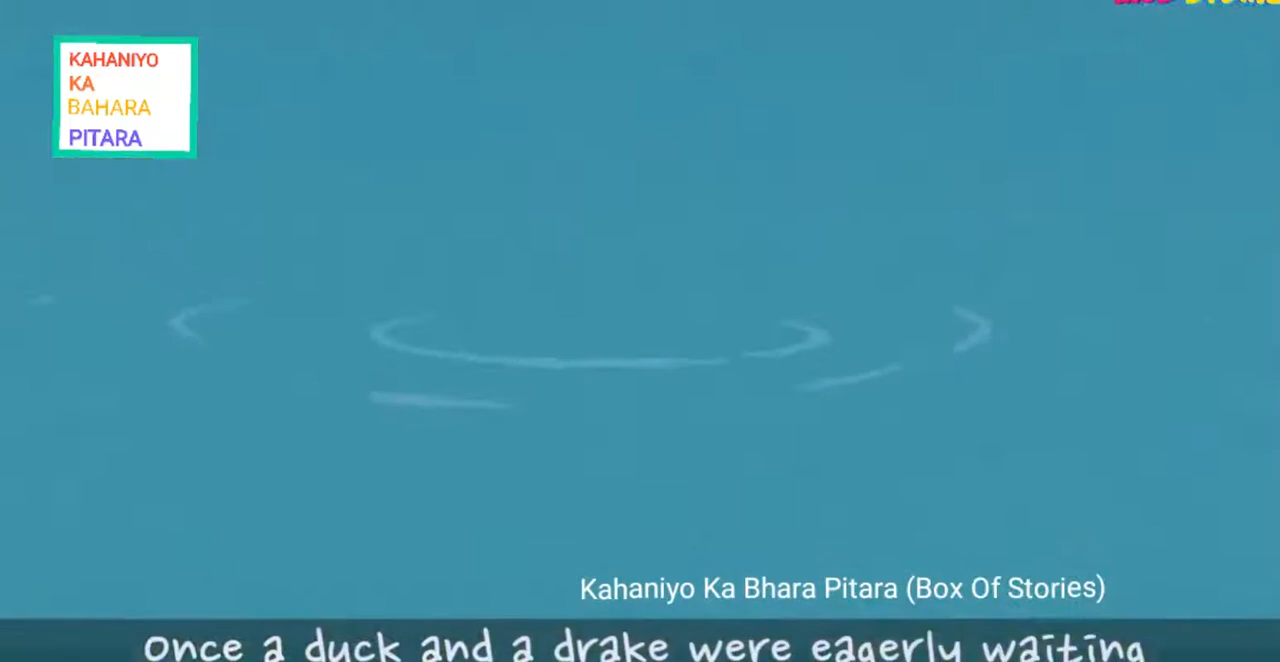 KAHANIYO
KA
BAHARA
PITARA
Kahaniyo Ka Bhara Pitara (Box Of Stories)
Once a duck and a drake were eagerly waiting